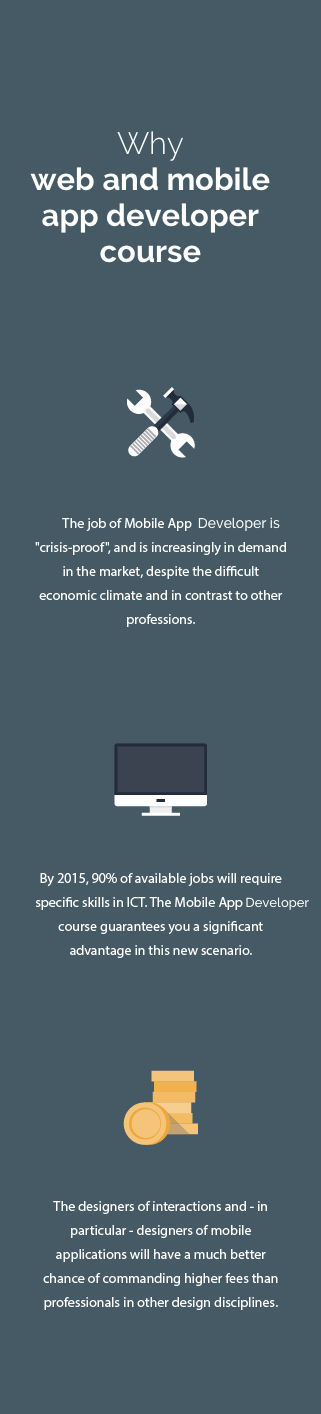 Why
web and mobile
app developer
course
The job of Mobile App Developer is
"crisis-proof", and is increasingly in demand
in the market, despite the difficult
economic climate and in contrast to other
professions.
By 2015, 90% of available jobs will require
specific skills in ICT. The Mobile App Developer
course guarantees you a significant
advantage in this new scenario.
The designers of interactions and - in
particular - designers of mobile
applications will have a much better
chance of commanding higher fees than
professionals in other design disciplines.